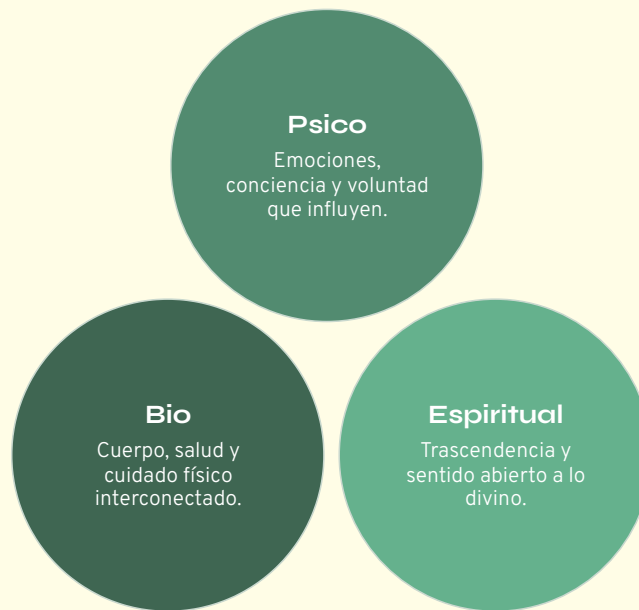 Psico
Emociones,
conciencia y voluntad
que influyen.
Bio
Cuerpo, salud y
cuidado físico
interconectado.
Espiritual
Trascendencia y
sentido abierto a lo
divino.